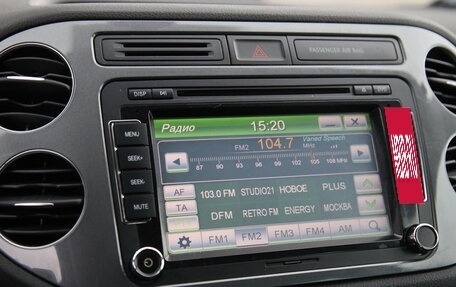 PASSENGER AIR BAG
DISP
Радио 15:20
MENU
SEEK+
SEEK-
MUTE
FM2 104.7 Varied Speech
87 90 93 96 99 102 105 108 MHz
AF 103.0 FM STUDIO21 НОВОЕ PLUS
TA DFM RETRO FM ENERGY МОСКВА
FM1 FM2 FM3 FM4 AM